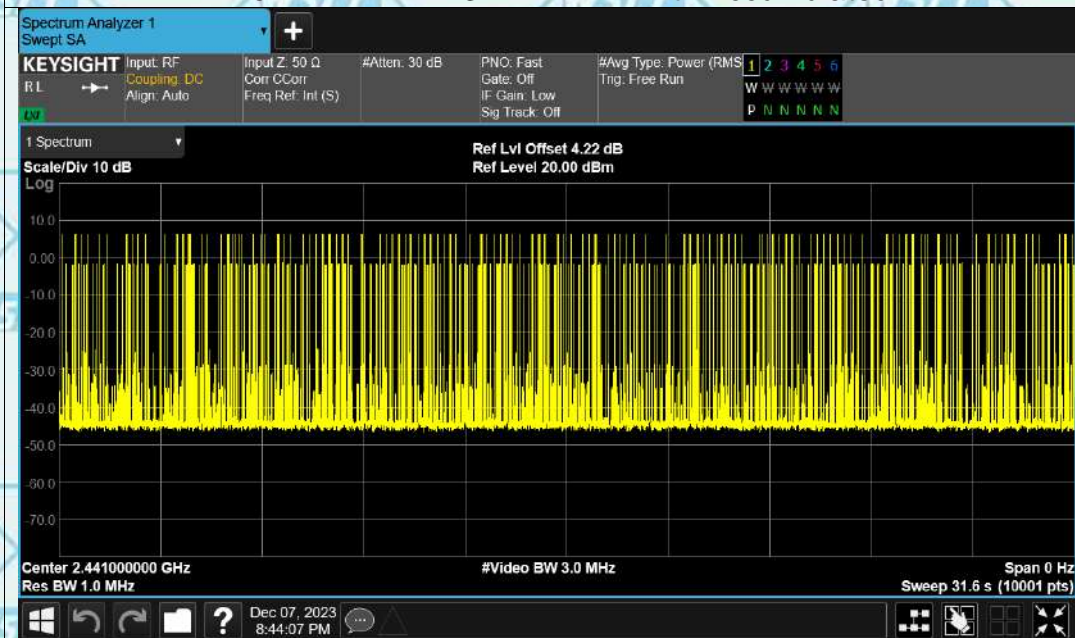 Spectrum Analyzer 1
Swept SA
+
KEYSIGHT Input: RF
RL
Coupling: DC
Align: Auto
LXI
Input Z: 50 Ω
Corr CCorr
Freq Ref: Int (S)
#Atten: 30 dB
PNO: Fast
Gate: Off
IF Gain: Low
Sig Track: Off
#Avg Type: Power (RMS
Trig: Free Run
1 2 3 4 5 6
W W W W W W
P N N N N N
1 Spectrum
Scale/Div 10 dB
Log
Ref Lvl Offset 4.22 dB
Ref Level 20.00 dBm
10.0
0.00
-10.0
-20.0
-30.0
-40.0
-50.0
-60.0
-70.0
Center 2.441000000 GHz
Res BW 1.0 MHz
#Video BW 3.0 MHz
Span 0 Hz
Sweep 31.6 s (10001 pts)
?
Dec 07, 2023
8:44:07 PM